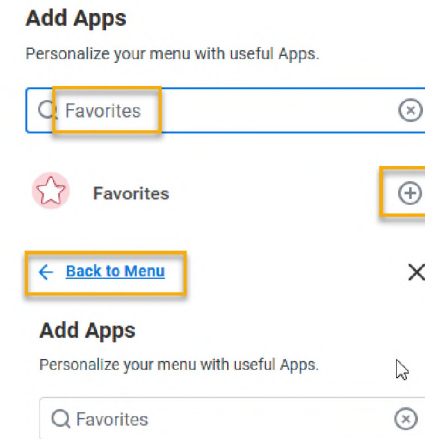 Add Apps
Personalize your menu with useful Apps.
Favorites
Favorites
Back to Menu
Add Apps
Personalize your menu with useful Apps.
Favorites